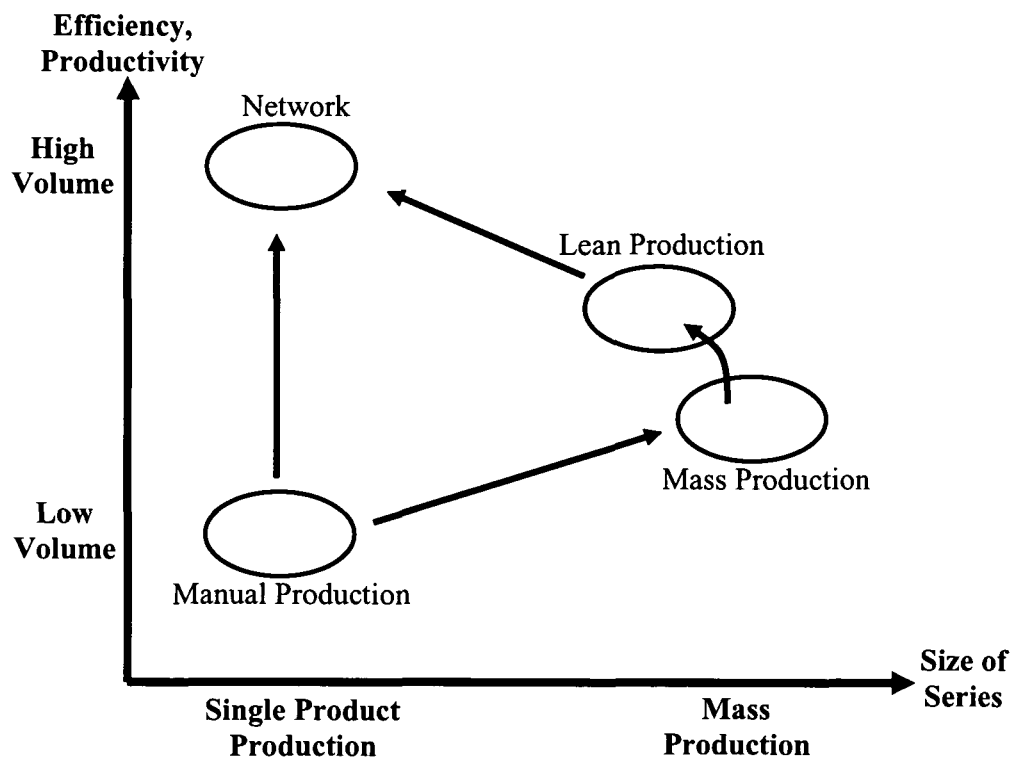 Efficiency,
Productivity
Network
High
Volume
Lean Production
Mass Production
Low
Volume
Manual Production
Size of
Series
Single Product
Production
Mass
Production